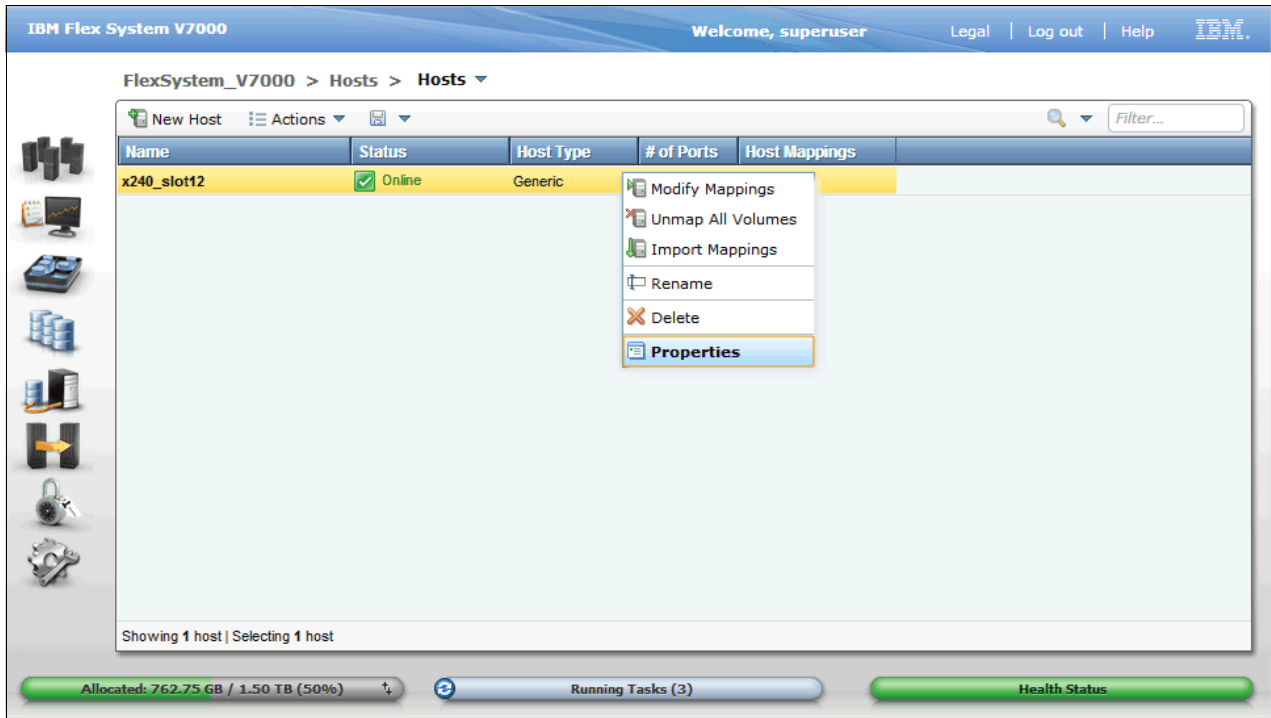 IBM Flex System V7000
Welcome, superuser
Legal | Log out | Help
IBM.
FlexSystem_V7000 > Hosts > Hosts
New Host Actions
Filter...
Name Status Host Type # of Ports Host Mappings
x240_slot12 Online Generic
Modify Mappings
Unmap All Volumes
Import Mappings
Rename
Delete
Properties
Showing 1 host | Selecting 1 host
Allocated: 762.75 GB / 1.50 TB (50%)
Running Tasks (3)
Health Status